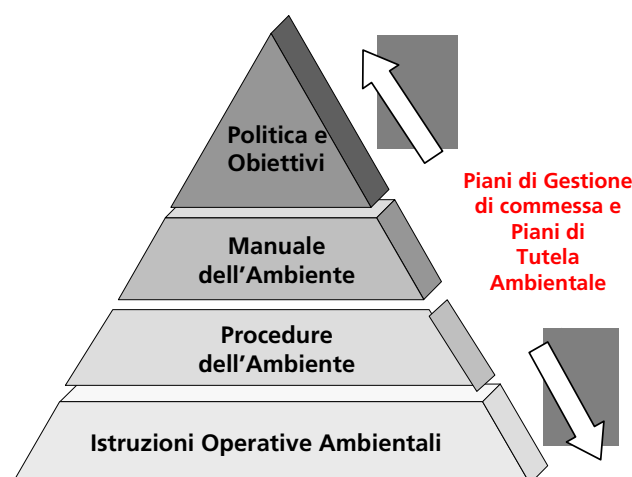 Politica e
Obiettivi
Piani di Gestione
di commessa e
Piani di
Tutela
Ambientale
Manuale
dell'Ambiente
Procedure
dell'Ambiente
Istruzioni Operative Ambientali